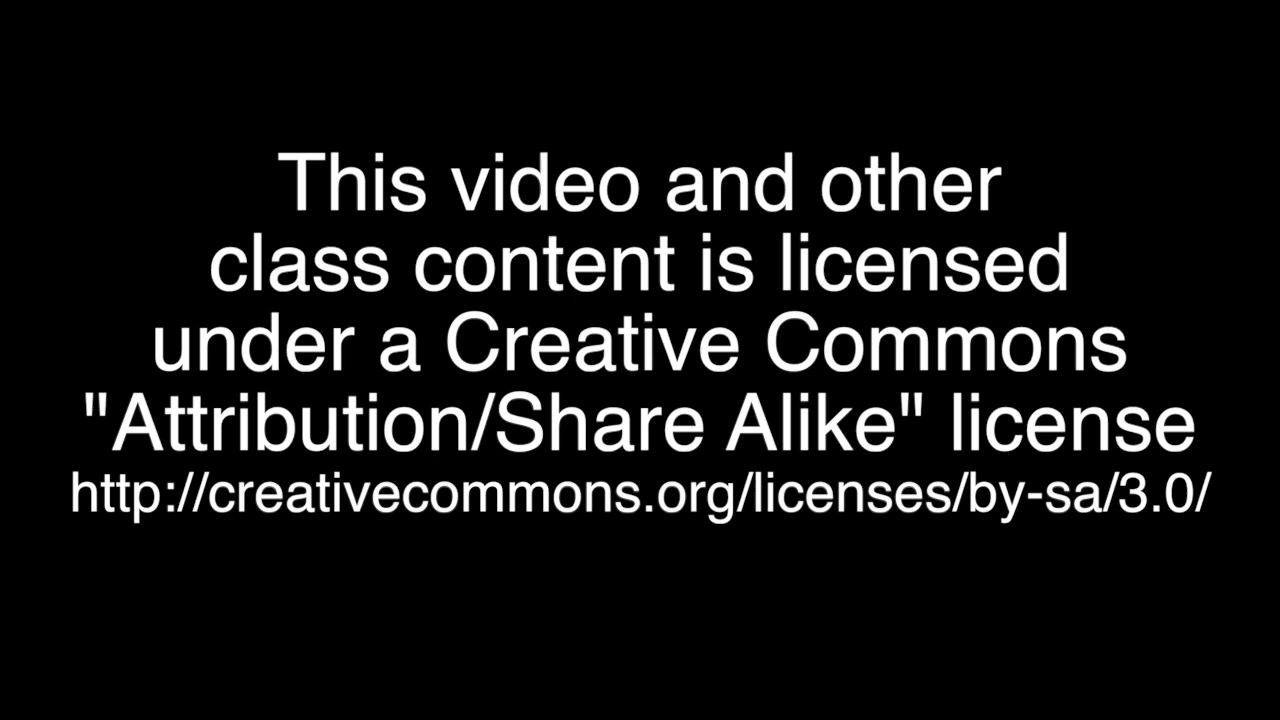 This video and other
class content is licensed
under a Creative Commons
"Attribution/Share Alike" license
http://creativecommons.org/licenses/by-sa/3.0/